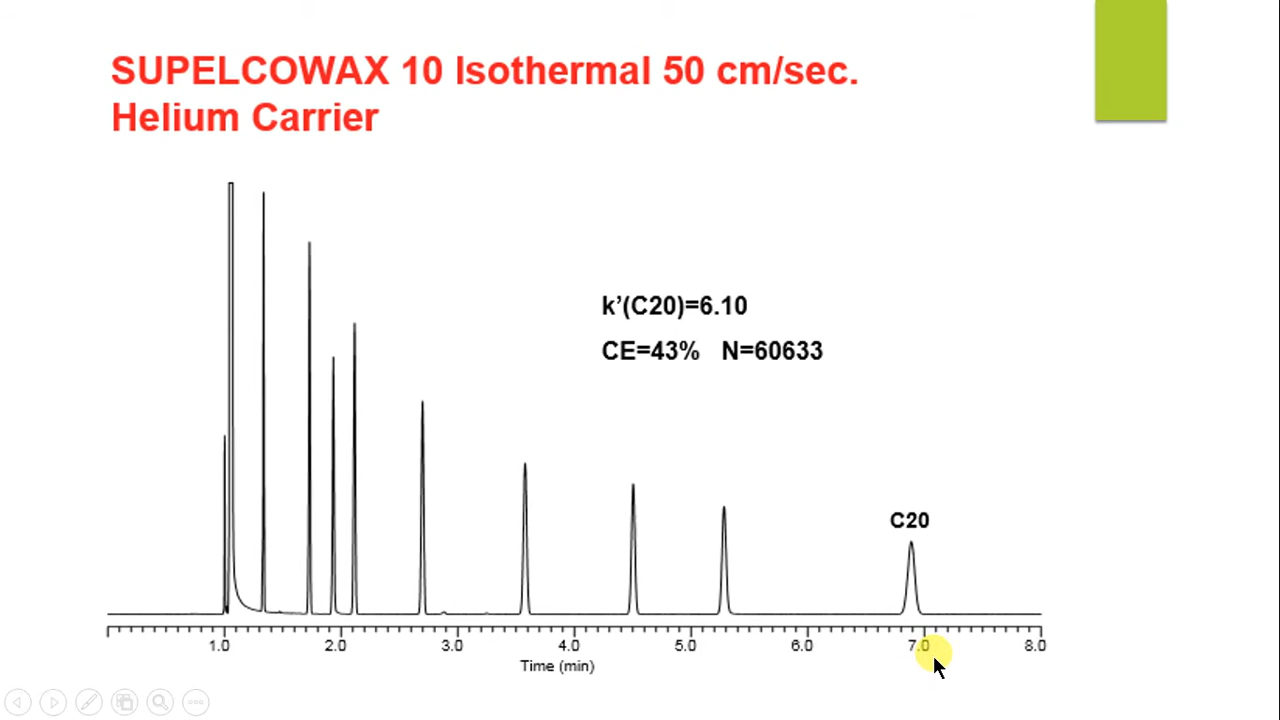 SUPELCOWAX 10 Isothermal 50 cm/sec.
Helium Carrier
k’(C20)=6.10
CE=43% N=60633
C20
1.0 2.0 3.0 4.0 5.0 6.0 7.0 8.0
Time (min)